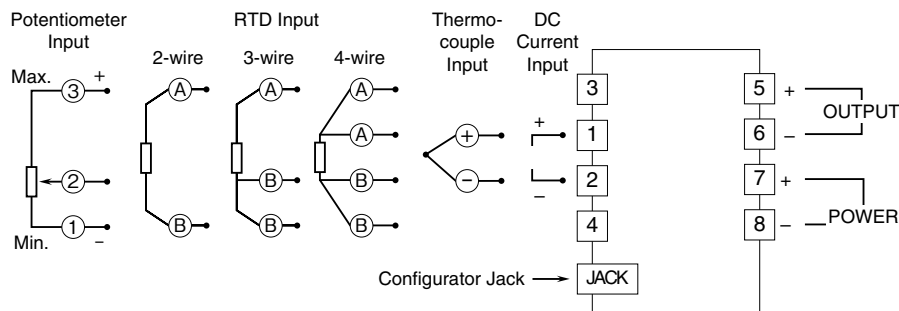 Potentiometer
Input
RTD Input
Thermo-
couple
Input
DC
Current
Input
2-wire
3-wire
4-wire
Max.
3
+
2
1
–
Min.
A
B
A
B
B
A
A
B
B
+
–
+
–
3
1
2
4
5
+
6
–
OUTPUT
7
+
8
–
POWER
Configurator Jack
JACK